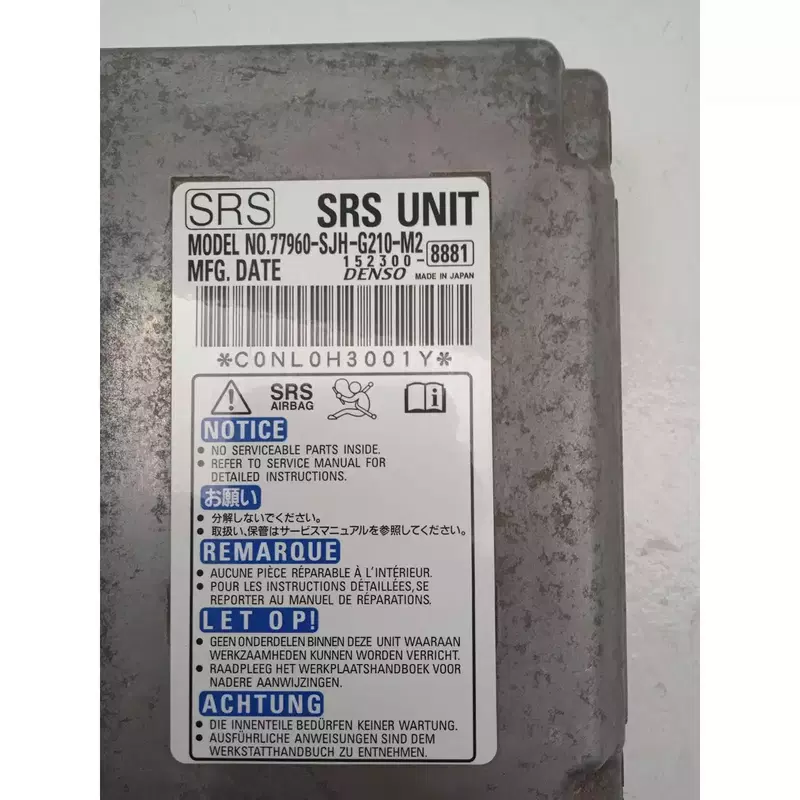 SRS SRS UNIT
MODEL NO.77960-SJH-G210-M2
MFG. DATE 152300-8881
DENSO MADE IN JAPAN
*C0NL0H3001Y*
SRS
AIRBAG
NOTICE
• NO SERVICEABLE PARTS INSIDE.
• REFER TO SERVICE MANUAL FOR
DETAILED INSTRUCTIONS.
お願い
• 分解しないでください。
• 取扱い、保管はサービスマニュアルを参照してください。
REMARQUE
• AUCUNE PIÈCE RÉPARABLE À L'INTÉRIEUR.
• POUR LES INSTRUCTIONS DÉTAILLÉES,SE
REPORTER AU MANUEL DE RÉPARATIONS.
LET OP!
• GEEN ONDERDELEN BINNEN DEZE UNIT WAARAAN
WERKZAAMHEDEN KUNNEN WORDEN VERRICHT.
• RAADPLEEG HET WERKPLAATSHANDBOEK VOOR
NADERE AANWIJZINGEN.
ACHTUNG
• DIE INNENTEILE BEDÜRFEN KEINER WARTUNG.
• AUSFÜHRLICHE ANWEISUNGEN SIND DEM
WERKSTATTHANDBUCH ZU ENTNEHMEN.